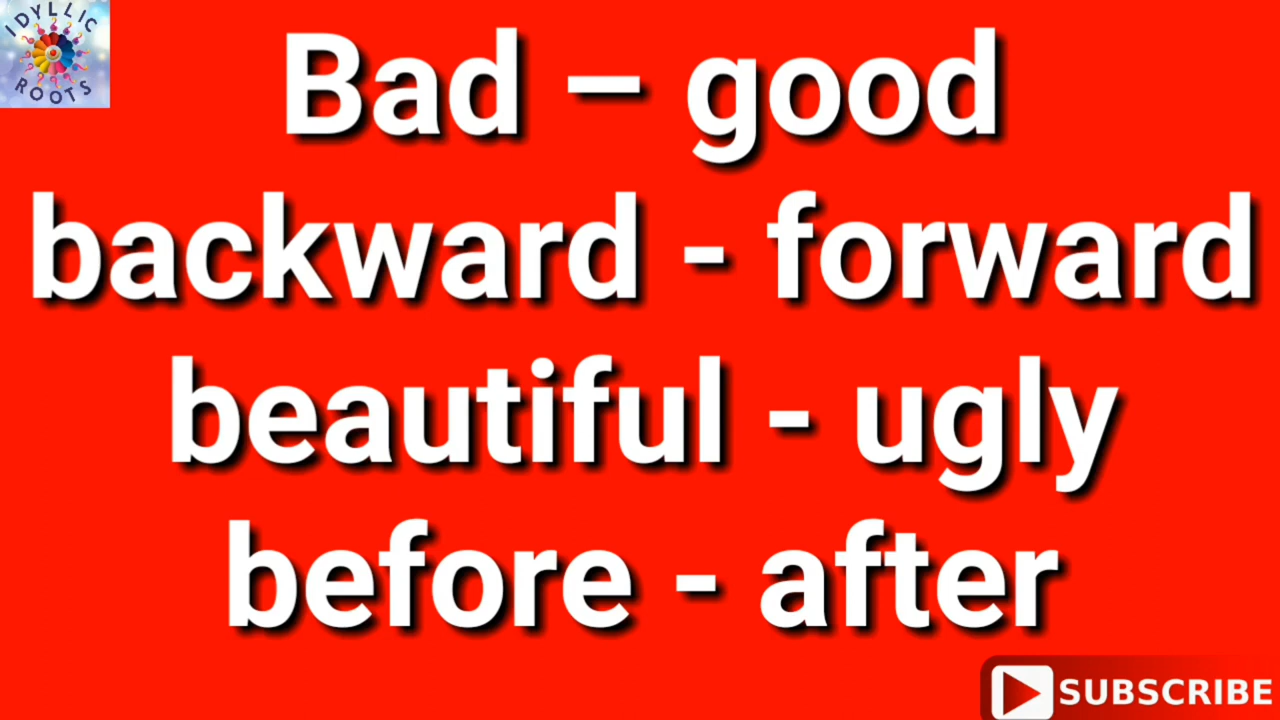 IDYLLIC
ROOTS
Bad – good
backward - forward
beautiful - ugly
before - after
SUBSCRIBE